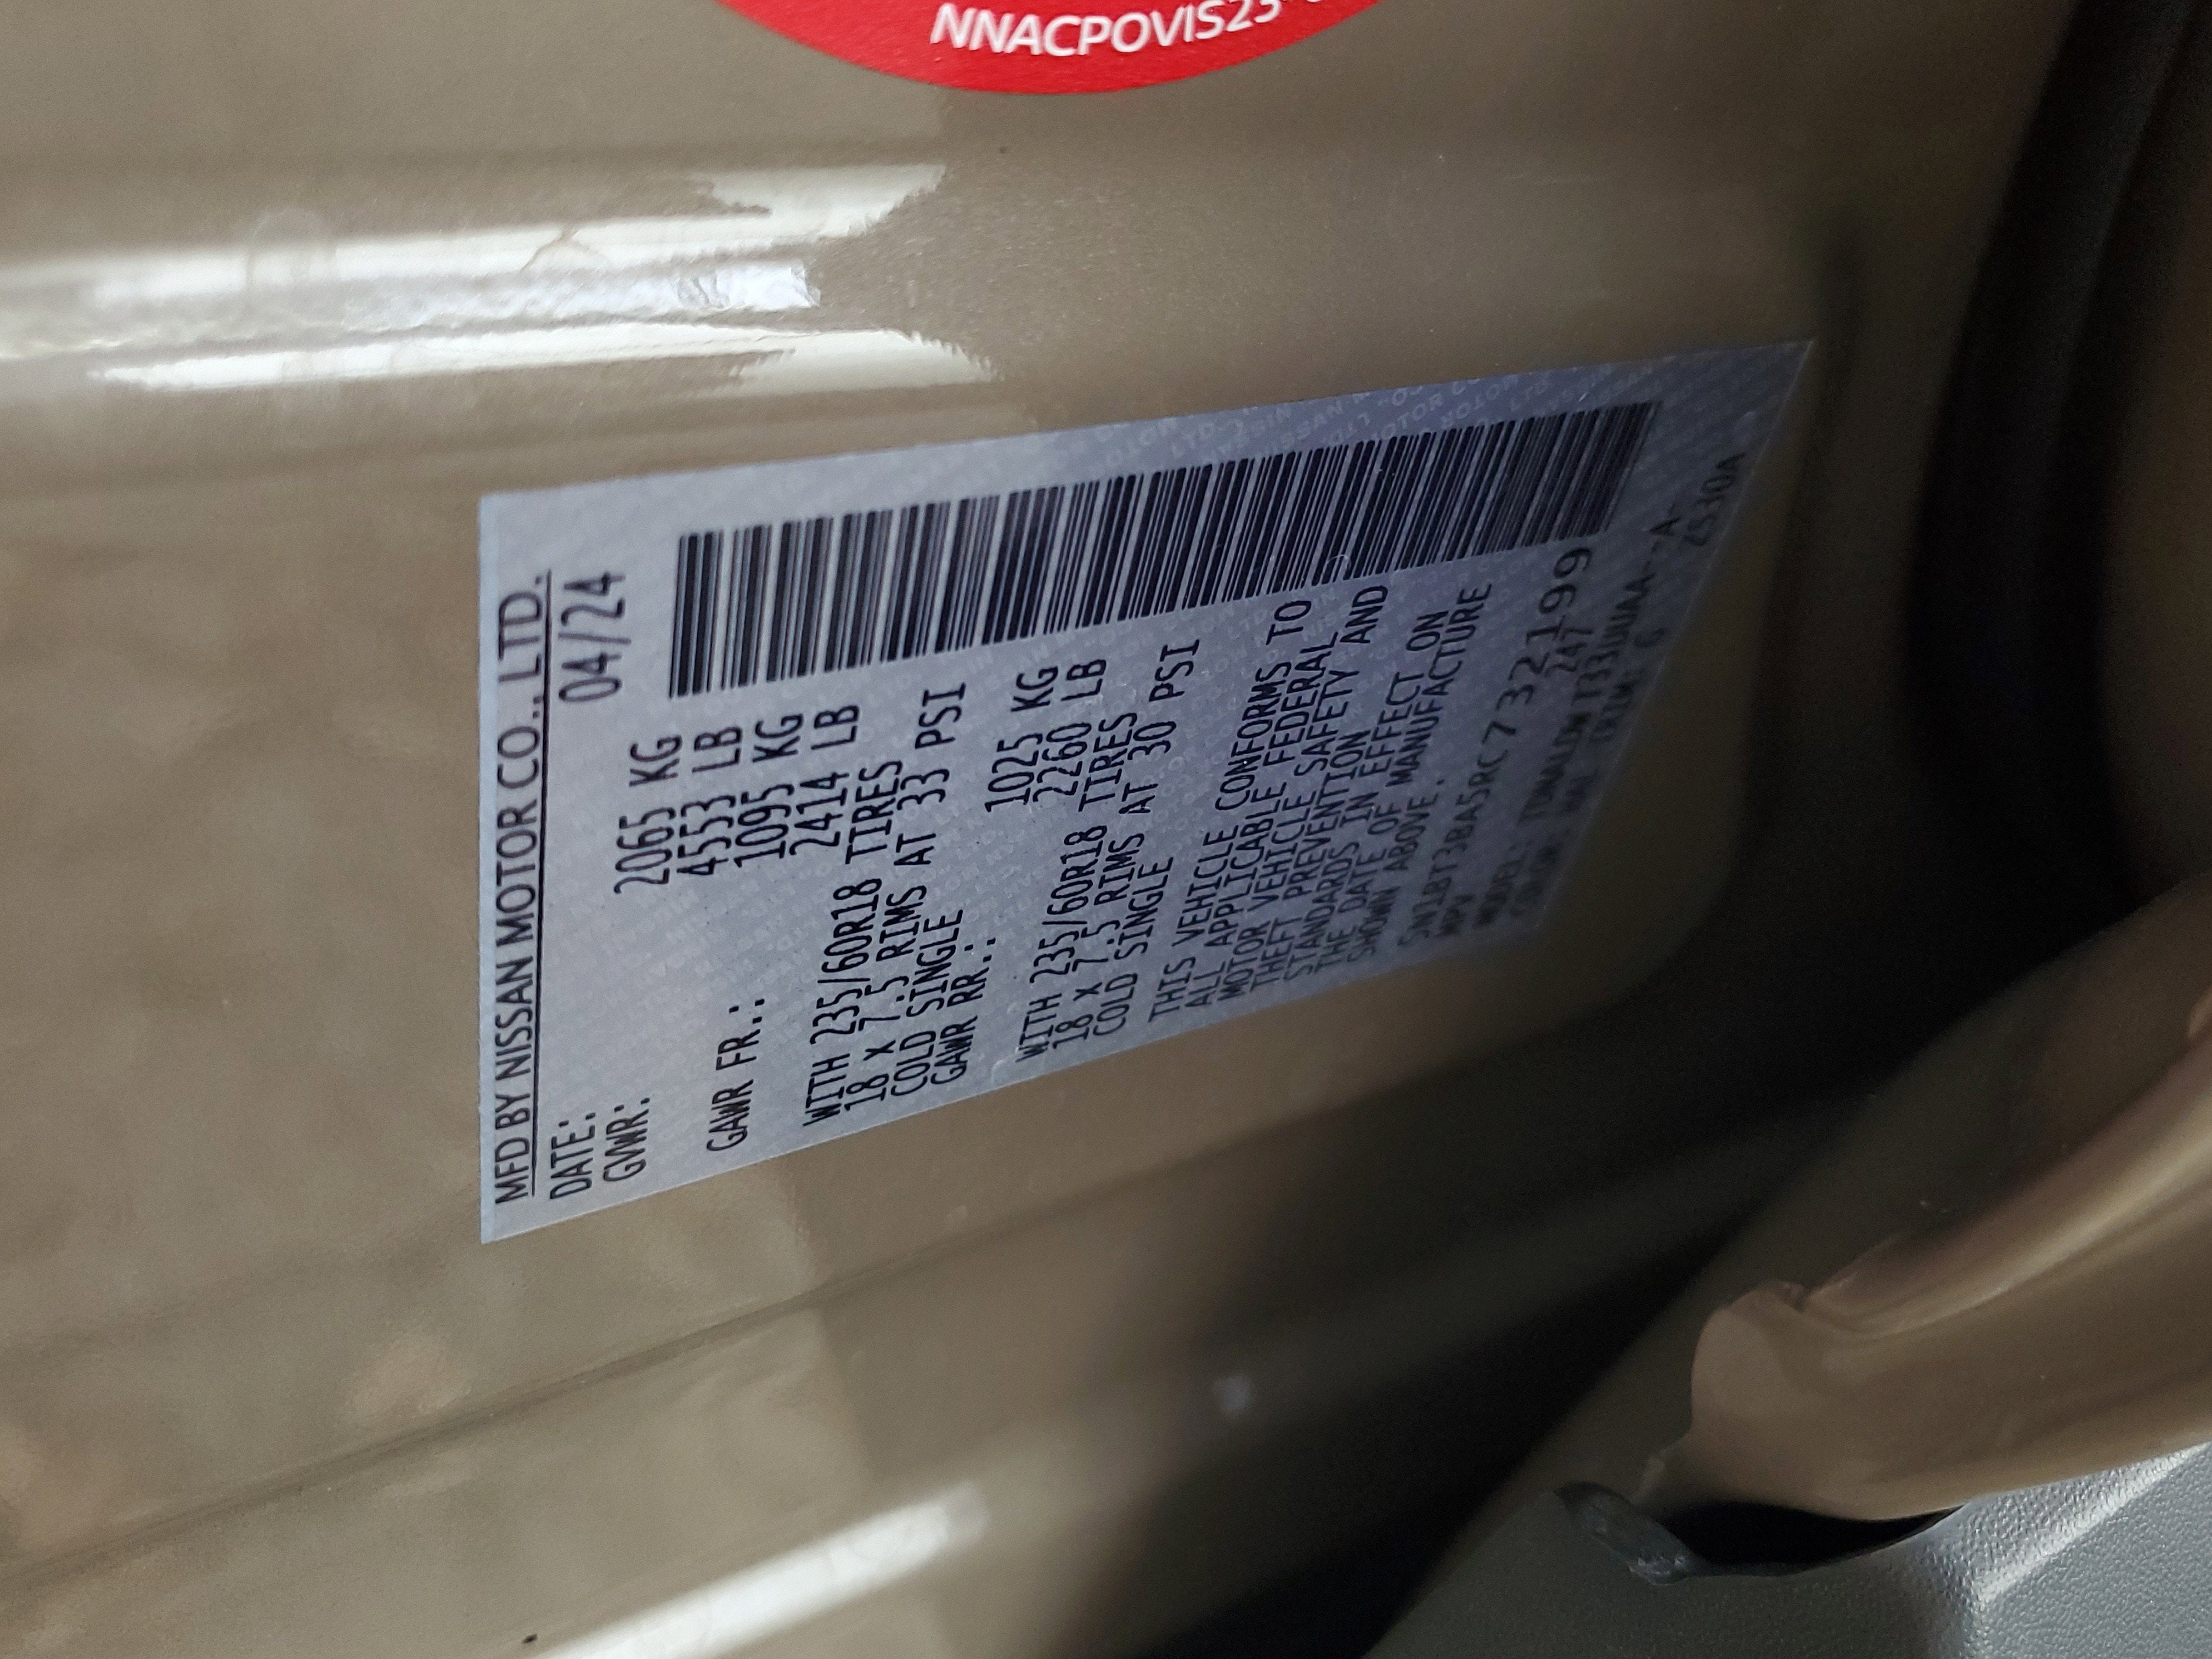 NNACPOVIS23
MFD BY NISSAN MOTOR CO., LTD.
DATE: 04/24
GVWR: 2065 KG
4553 LB
GAWR FR.: 1095 KG
2414 LB
WITH 235/60R18 TIRES
18 x 7.5 RIMS AT 33 PSI
COLD SINGLE
GAWR RR.: 1025 KG
2260 LB
WITH 235/60R18 TIRES
18 x 7.5 RIMS AT 30 PSI
COLD SINGLE
THIS VEHICLE CONFORMS TO
ALL APPLICABLE FEDERAL
MOTOR VEHICLE SAFETY AND
THEFT PREVENTION
STANDARDS IN EFFECT ON
THE DATE OF MANUFACTURE
SHOWN ABOVE.
5N1BT3BA5RC732199
MPV 247
MODEL:
TRIM: G
2S30A